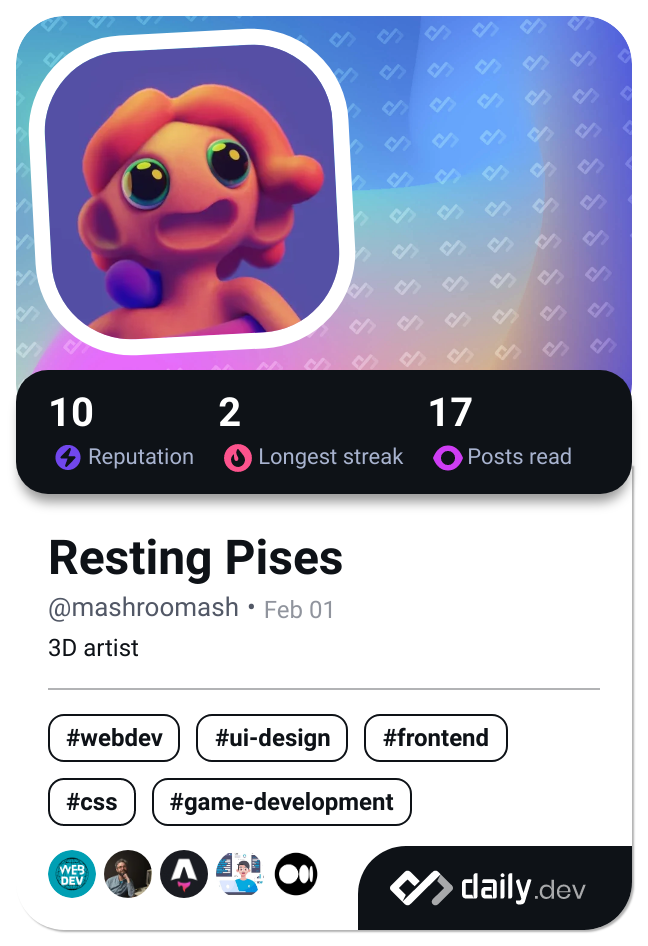 10 2 17
Reputation Longest streak Posts read
Resting Pises
@mashroomash • Feb 01
3D artist
#webdev #ui-design #frontend
#css #game-development
WEB
DEV
daily.dev